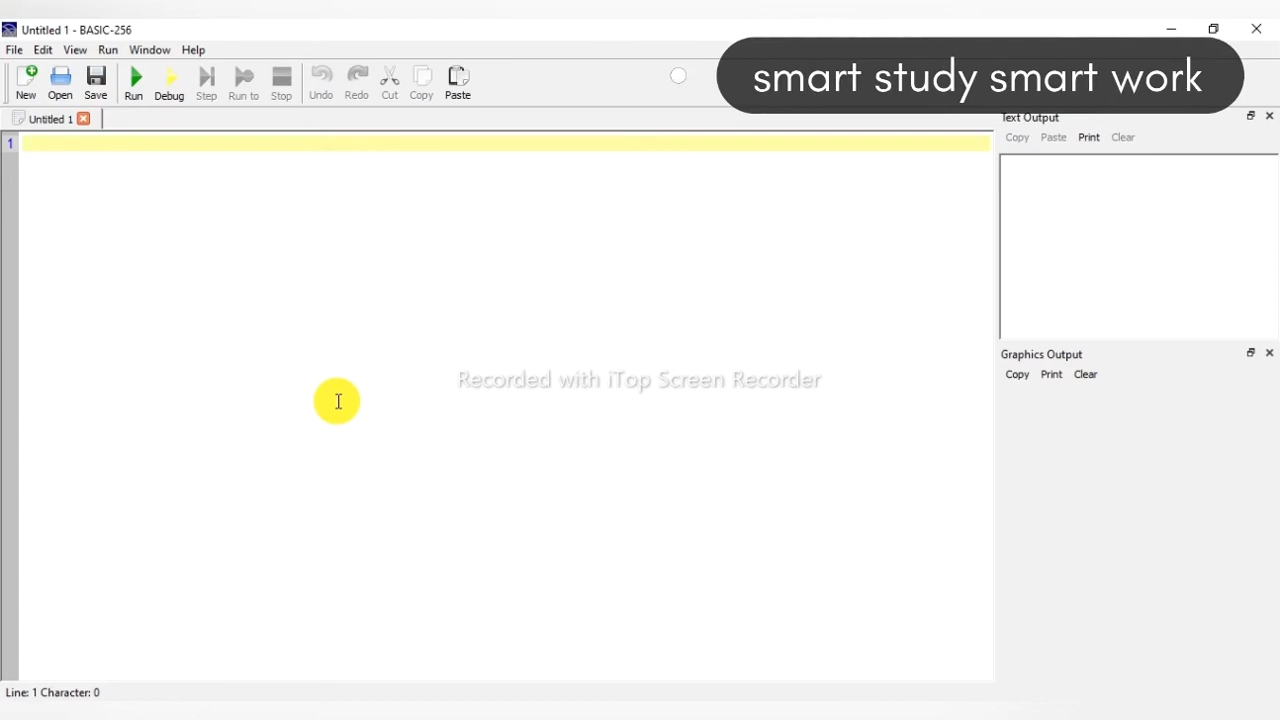 Untitled 1 - BASIC-256
File Edit View Run Window Help
smart study smart work
New Open Save Run Debug Step Run to Stop Undo Redo Cut Copy Paste
Untitled 1
Text Output
Copy Paste Print Clear
1
Graphics Output
Copy Print Clear
Recorded with iTop Screen Recorder
Line: 1 Character: 0